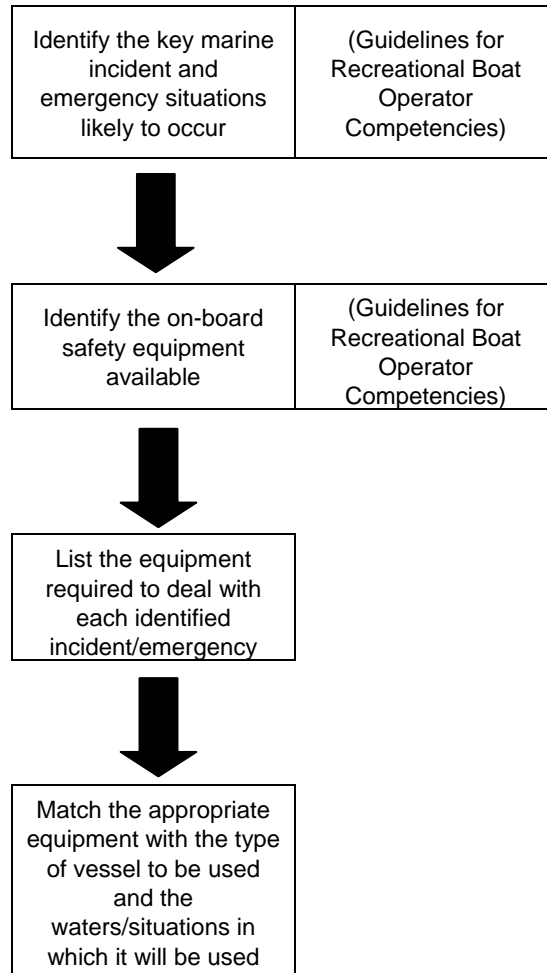 Identify the key marine
incident and
emergency situations
likely to occur
(Guidelines for
Recreational Boat
Operator
Competencies)
Identify the on-board
safety equipment
available
(Guidelines for
Recreational Boat
Operator
Competencies)
List the equipment
required to deal with
each identified
incident/emergency
Match the appropriate
equipment with the type
of vessel to be used
and the
waters/situations in
which it will be used